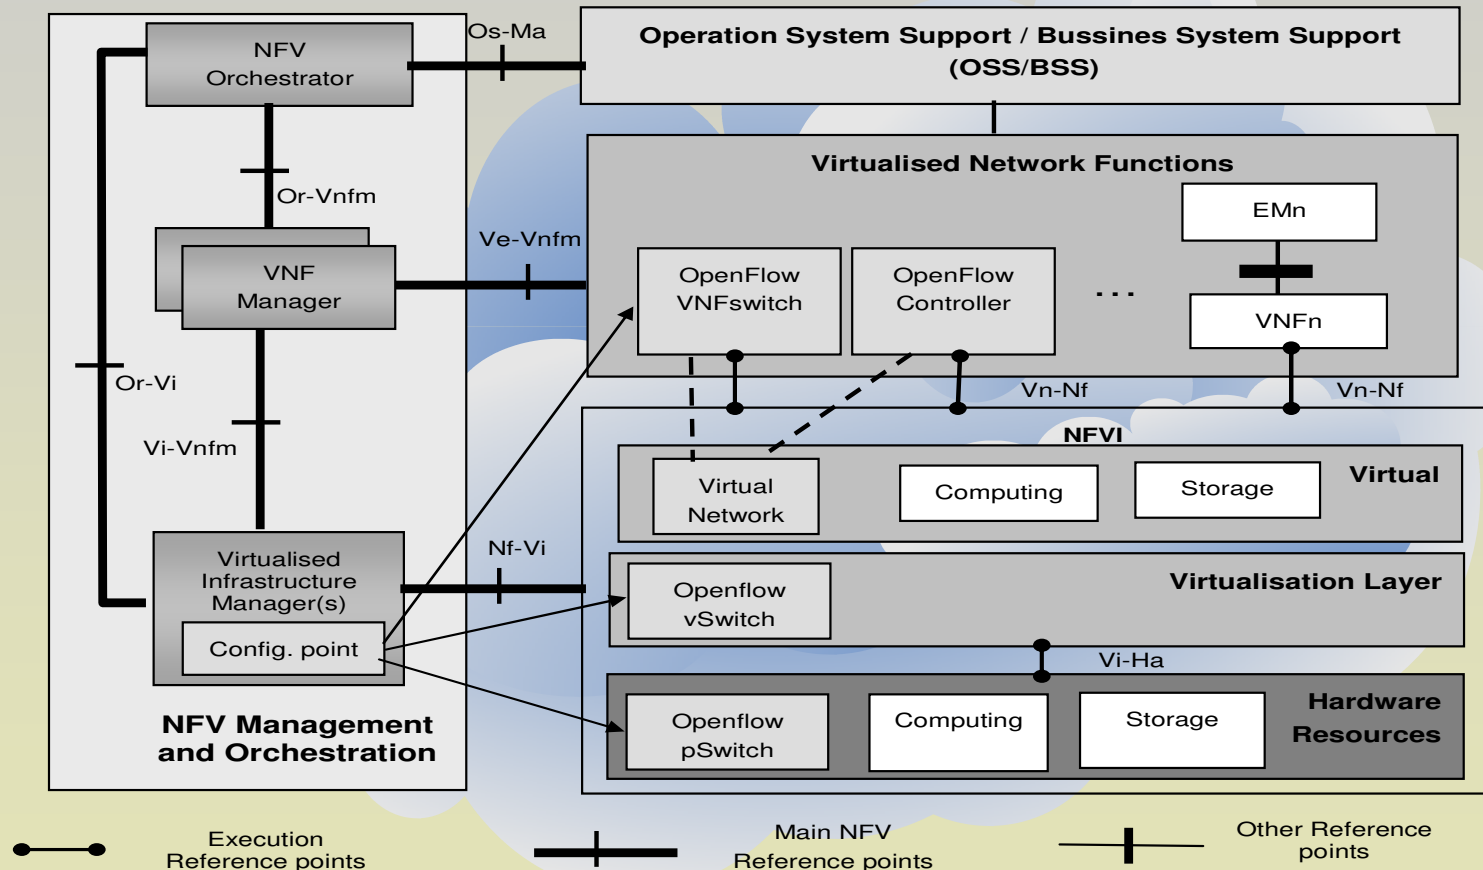 NFV
Orchestrator
Os-Ma
Operation System Support / Bussines System Support
(OSS/BSS)
Or-Vnfm
VNF
Manager
Ve-Vnfm
Or-Vi
Vi-Vnfm
Virtualised Network Functions
OpenFlow
VNFswitch
OpenFlow
Controller
...
EMn
VNFn
Vn-Nf
Vn-Nf
NFVI
Virtual
Network
Computing
Storage
Virtual
Virtualised
Infrastructure
Manager(s)
Config. point
Nf-Vi
Openflow
vSwitch
Virtualisation Layer
Vi-Ha
Openflow
pSwitch
Computing
Storage
Hardware
Resources
NFV Management
and Orchestration
Execution
Reference points
Main NFV
Reference points
Other Reference
points